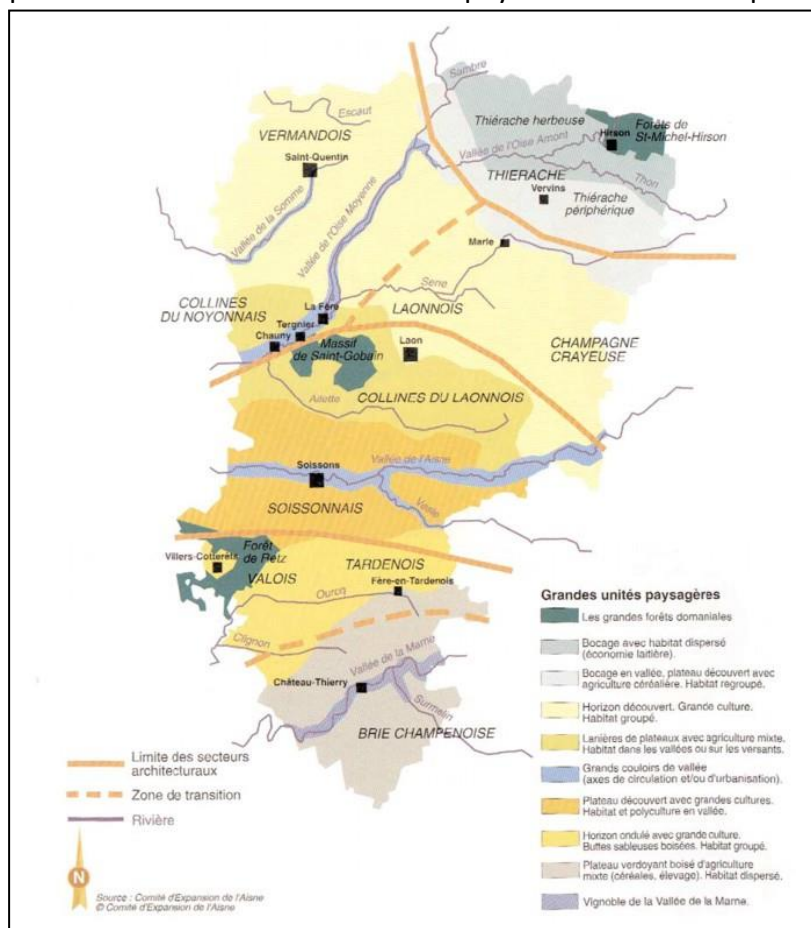 Sambre
Escaut
VERMANDOIS
Saint-Quentin
Thiérache herbeuse
Forêts de
St-Michel-Hirson
Hirson
Vallée de l'Oise Amont
Thon
THIERACHE
Vervins
Thiérache
périphérique
Vallée de la Somme
Vallée de l'Oise Moyenne
Marle
Serre
COLLINES
DU NOYONNAIS
La Fère
Tergnier
Chauny
LAONNOIS
Massif
de Saint-Gobain
Laon
CHAMPAGNE
CRAYEUSE
Ailette
COLLINES DU LAONNOIS
Soissons
Vallée de l'Aisne
SOISSONNAIS
Vesle
Forêt
de Retz
Villers-Cotterêts
VALOIS
TARDENOIS
Fère-en-Tardenois
Ourcq
Clignon
Vallée de la Marne
Château-Thierry
Surmelin
BRIE CHAMPENOISE
Grandes unités paysagères
Les grandes forêts domaniales
Bocage avec habitat dispersé
(économie laitière).
Bocage en vallée, plateau découvert avec
agriculture céréalière. Habitat regroupé.
Horizon découvert. Grande culture.
Habitat groupé.
Lanières de plateaux avec agriculture mixte.
Habitat dans les vallées ou sur les versants.
Grands couloirs de vallée
(axes de circulation et/ou d'urbanisation).
Plateau découvert avec grandes cultures.
Habitat et polyculture en vallée.
Horizon ondulé avec grande culture.
Buttes sableuses boisées. Habitat groupé.
Plateau verdoyant boisé d'agriculture
mixte (céréales, élevage). Habitat dispersé.
Vignoble de la Vallée de la Marne.
Limite des secteurs
architecturaux
Zone de transition
Rivière
N
Source : Comité d'Expansion de l'Aisne
© Comité d'Expansion de l'Aisne